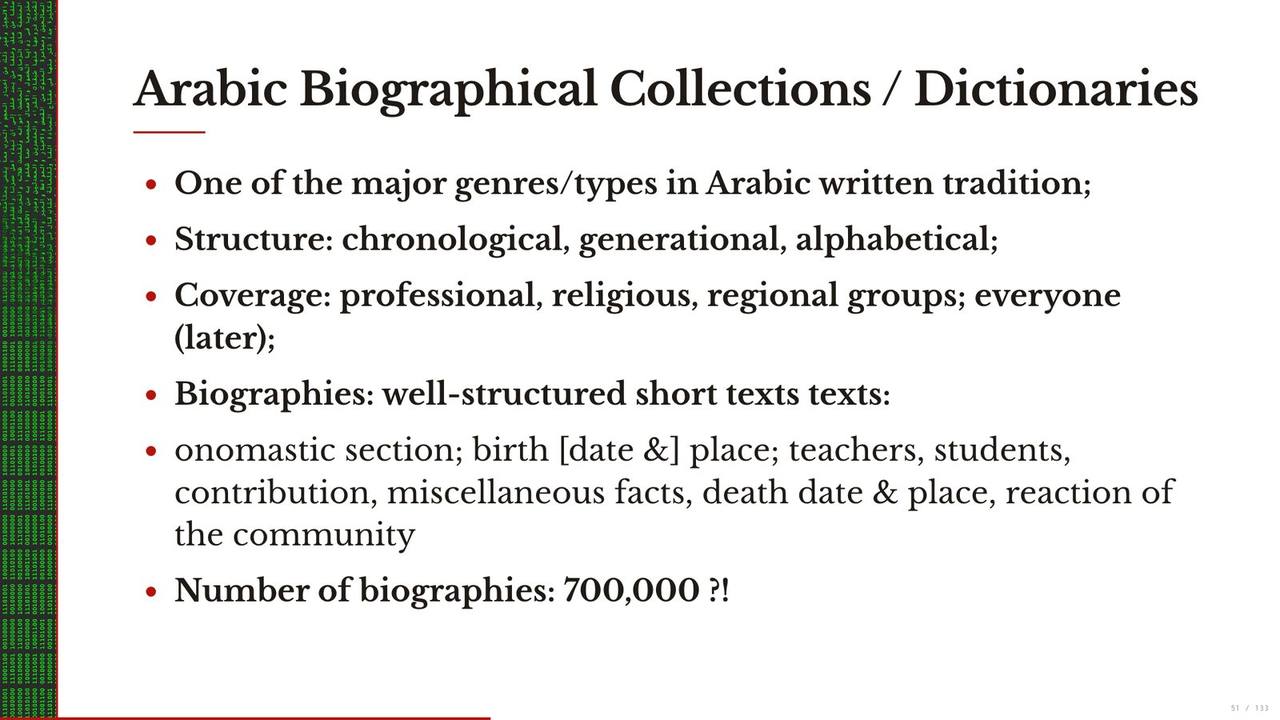 Arabic Biographical Collections / Dictionaries
• One of the major genres/types in Arabic written tradition;
• Structure: chronological, generational, alphabetical;
• Coverage: professional, religious, regional groups; everyone
(later);
• Biographies: well-structured short texts texts:
• onomastic section; birth [date &] place; teachers, students,
contribution, miscellaneous facts, death date & place, reaction of
the community
• Number of biographies: 700,000 ?!
51 / 133